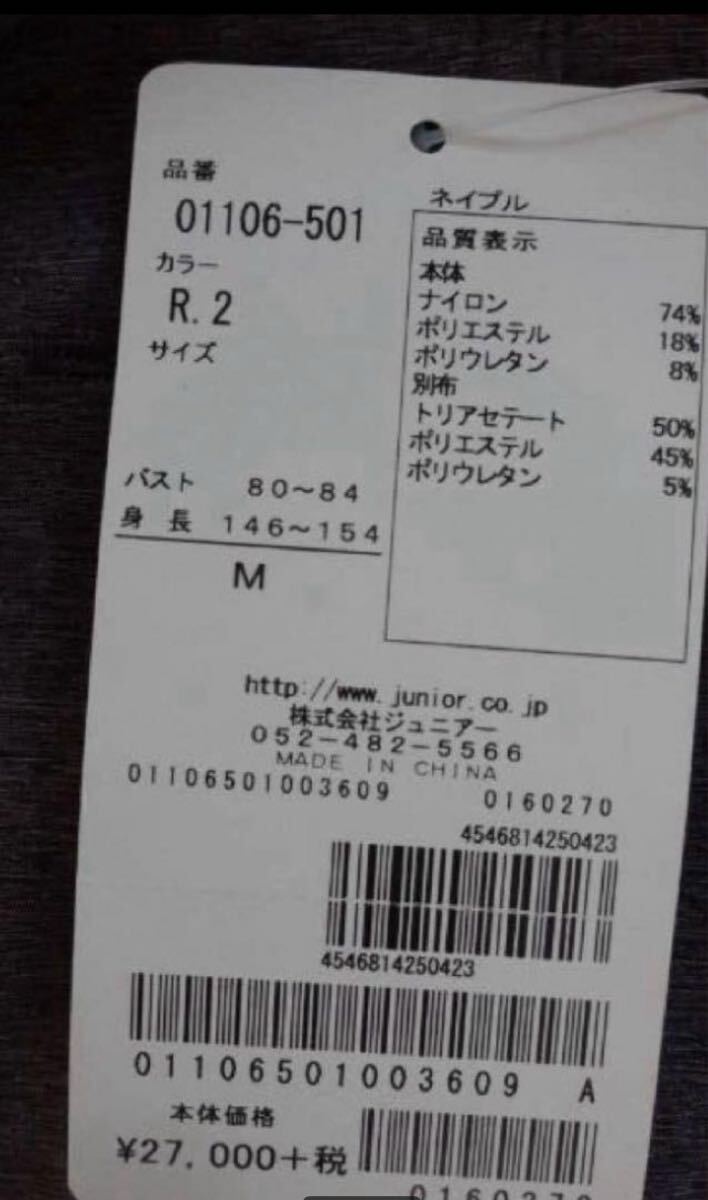 品番
01106-501
カラー
R.2
サイズ
バスト 80～84
身長 146～154
M
ネイブル
品質表示
本体
ナイロン 74%
ポリエステル 18%
ポリウレタン 8%
別布
トリアセテート 50%
ポリエステル 45%
ポリウレタン 5%
http://www.junior.co.jp
株式会社ジュニアー
052-482-5566
MADE IN CHINA
01106501003609 0160270
4546814250423
4546814250423
01106501003609 A
本体価格
¥27,000+税
0160270